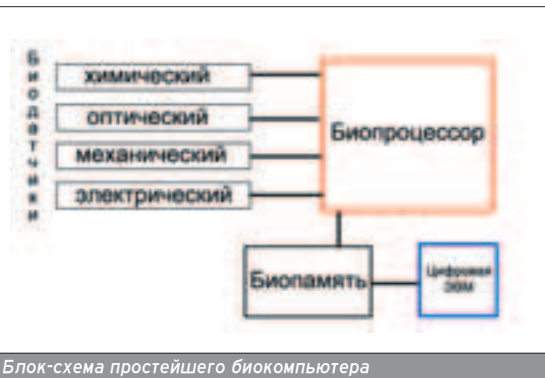 Биодатчики
химический
оптический
механический
электрический
Биопроцессор
Биопамять
Цифровая
ЭВМ
Блок-схема простейшего биокомпьютера